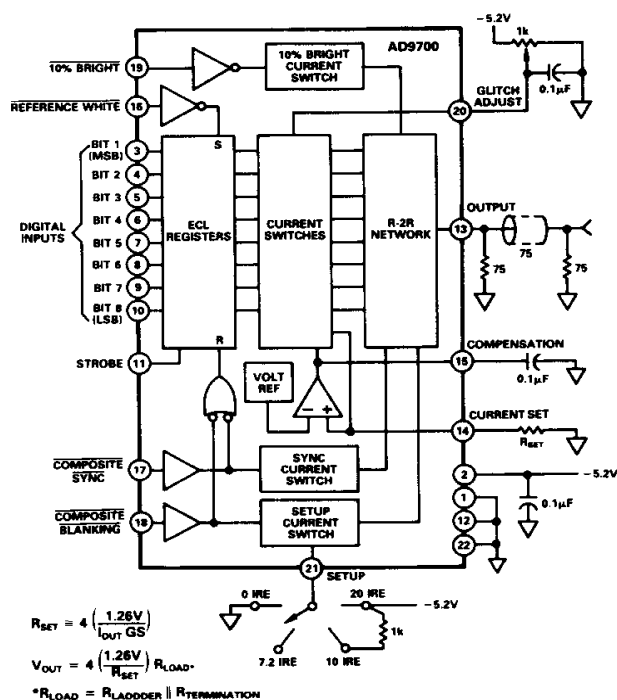 AD9700
-5.2V
1k
0.1μF
10% BRIGHT
19
10% BRIGHT
CURRENT
SWITCH
REFERENCE WHITE
16
GLITCH
ADJUST
20
S
DIGITAL
INPUTS
BIT 1
(MSB)
3
BIT 2
4
BIT 3
5
BIT 4
6
BIT 5
7
BIT 6
8
BIT 7
9
BIT 8
(LSB)
10
ECL
REGISTERS
CURRENT
SWITCHES
R-2R
NETWORK
OUTPUT
13
75
75
75
R
STROBE
11
VOLT
REF
- +
COMPENSATION
15
0.1μF
CURRENT SET
14
RSET
COMPOSITE
SYNC
17
SYNC
CURRENT
SWITCH
2
-5.2V
0.1μF
1
12
22
COMPOSITE
BLANKING
18
SETUP
CURRENT
SWITCH
21
SETUP
0 IRE
20 IRE
-5.2V
1k
7.2 IRE
10 IRE
RSET ≅ 4 (1.26V / IOUT GS)
VOUT = 4 (1.26V / RSET) RLOAD*
*RLOAD = RLADDDER || RTERMINATION